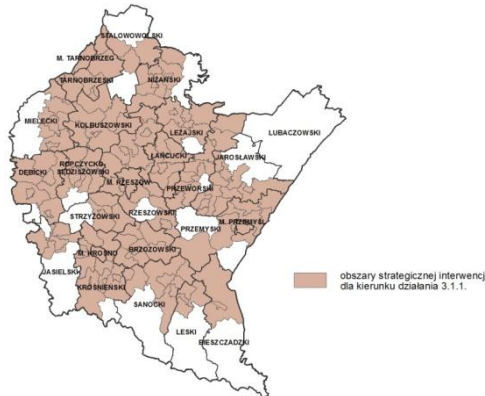 STALOWOWOLSKI
M. TARNOBRZEG
TARNOBRZESKI
NIŻAŃSKI
MIELECKI
KOLBUSZOWSKI
LEŻAJSKI
LUBACZOWSKI
ROPCZYCKO
SĘDZISZOWSKI
ŁAŃCUCKI
JAROSŁAWSKI
DĘBICKI
M. RZESZÓW
PRZEWORSKI
STRZYŻOWSKI
RZESZOWSKI
M. PRZEMYŚL
PRZEMYSKI
M. KROSNO
BRZOZOWSKI
JASIELSKI
KROŚNIEŃSKI
SANOCKI
LESKI
BIESZCZADZKI
obszary strategicznej interwencji
dla kierunku działania 3.1.1.